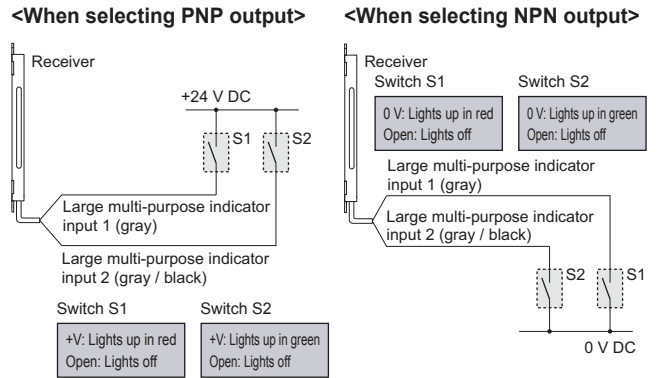 <When selecting PNP output>
Receiver
+24 V DC
S1
S2
Large multi-purpose indicator
input 1 (gray)
Large multi-purpose indicator
input 2 (gray / black)
Switch S1
+V: Lights up in red
Open: Lights off
Switch S2
+V: Lights up in green
Open: Lights off
<When selecting NPN output>
Receiver
Switch S1
0 V: Lights up in red
Open: Lights off
Switch S2
0 V: Lights up in green
Open: Lights off
Large multi-purpose indicator
input 1 (gray)
Large multi-purpose indicator
input 2 (gray / black)
S2
S1
0 V DC